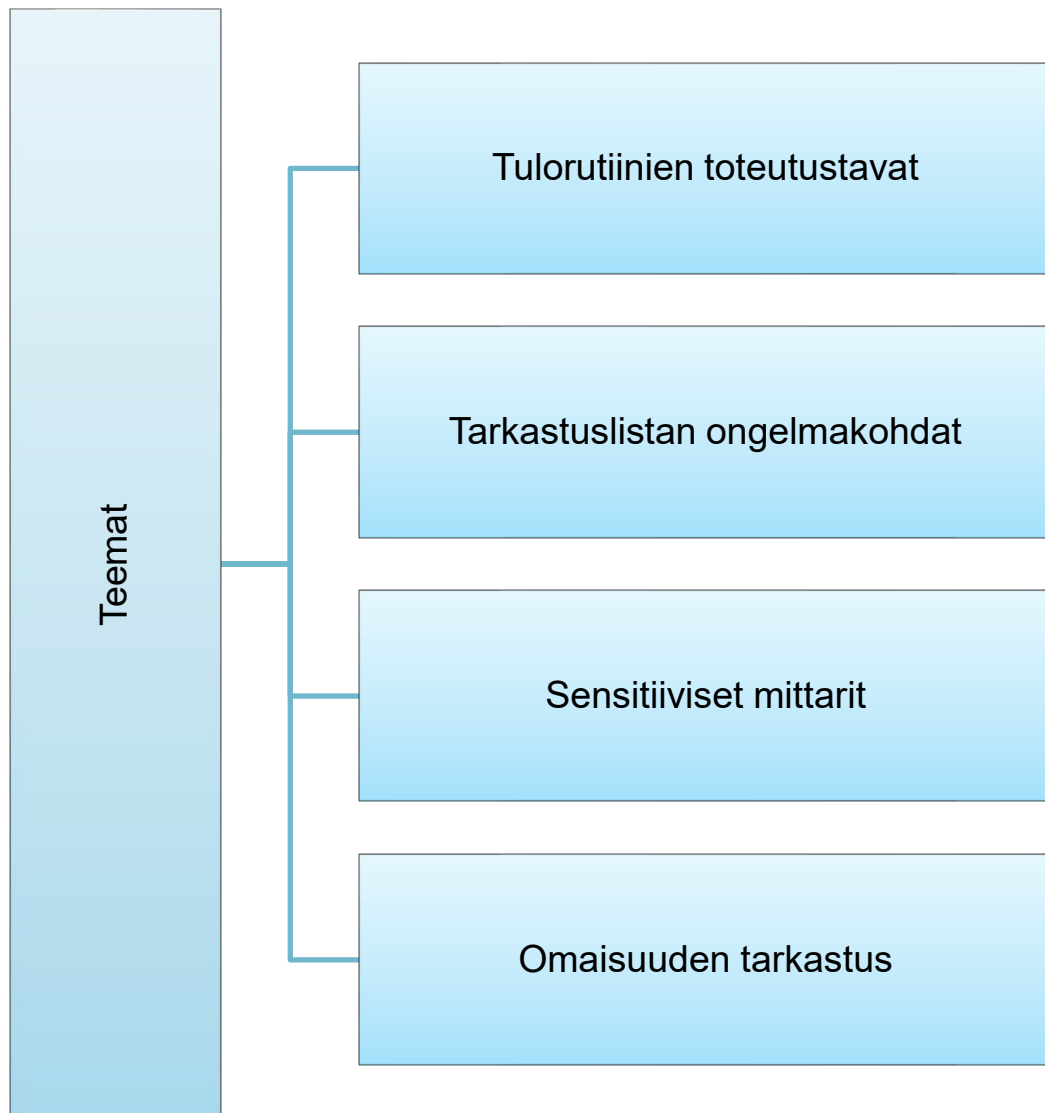 Teemat
Tulorutiinien toteutustavat
Tarkastuslistan ongelmakohdat
Sensitiiviset mittarit
Omaisuuden tarkastus